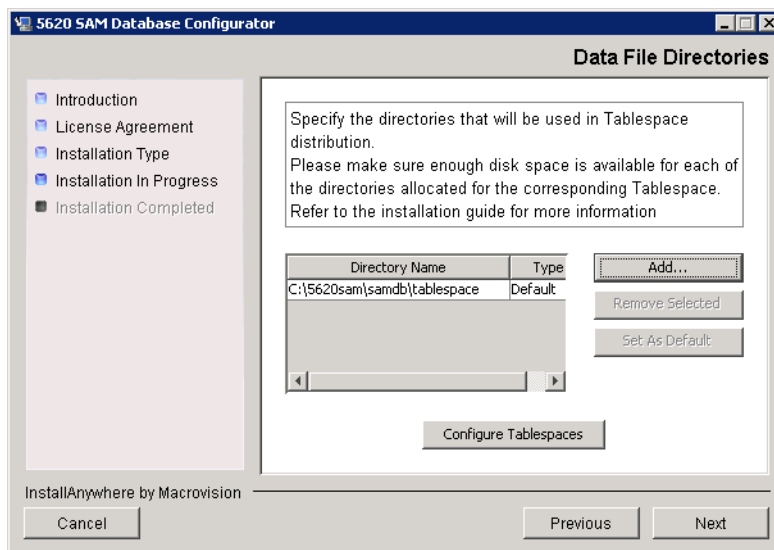 5620 SAM Database Configurator
Data File Directories
Introduction
License Agreement
Installation Type
Installation In Progress
Installation Completed
Specify the directories that will be used in Tablespace
distribution.
Please make sure enough disk space is available for each of
the directories allocated for the corresponding Tablespace.
Refer to the installation guide for more information
Directory Name Type
C:\5620sam\samdb\tablespace Default
Add...
Remove Selected
Set As Default
Configure Tablespaces
InstallAnywhere by Macrovision
Cancel Previous Next